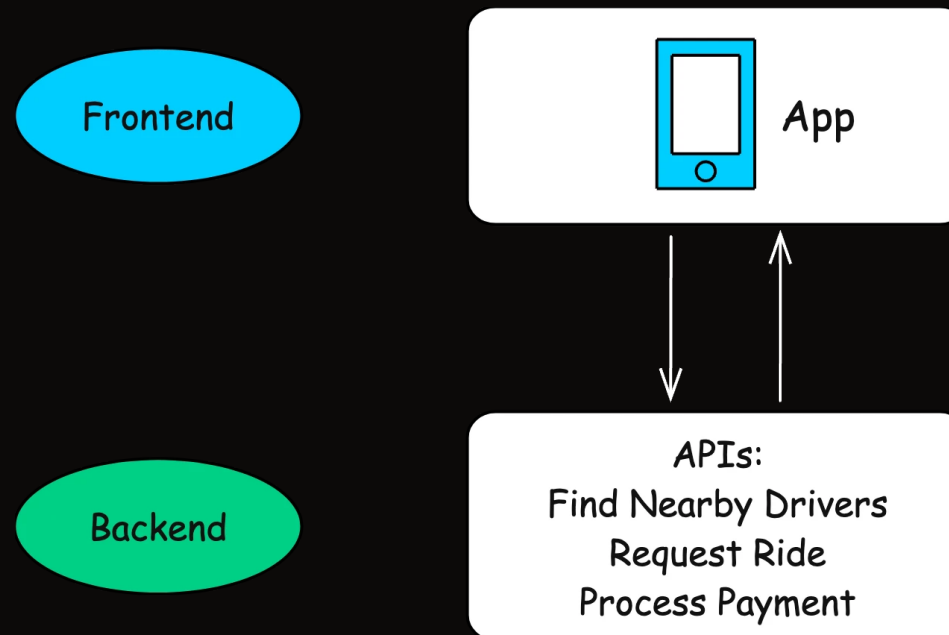 Frontend
App
Backend
APIs:
Find Nearby Drivers
Request Ride
Process Payment